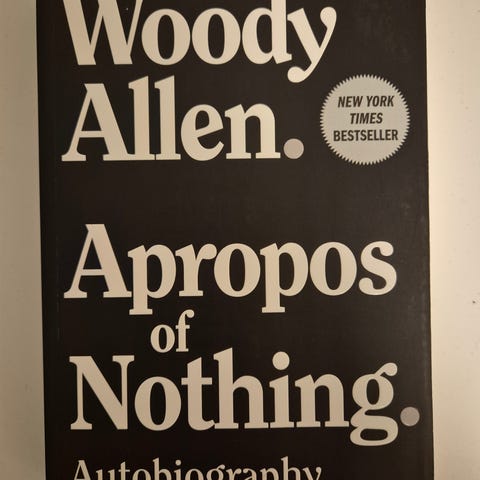 Woody
Allen.
NEW YORK
TIMES
BESTSELLER
Apropos
of
Nothing.
Autobiography